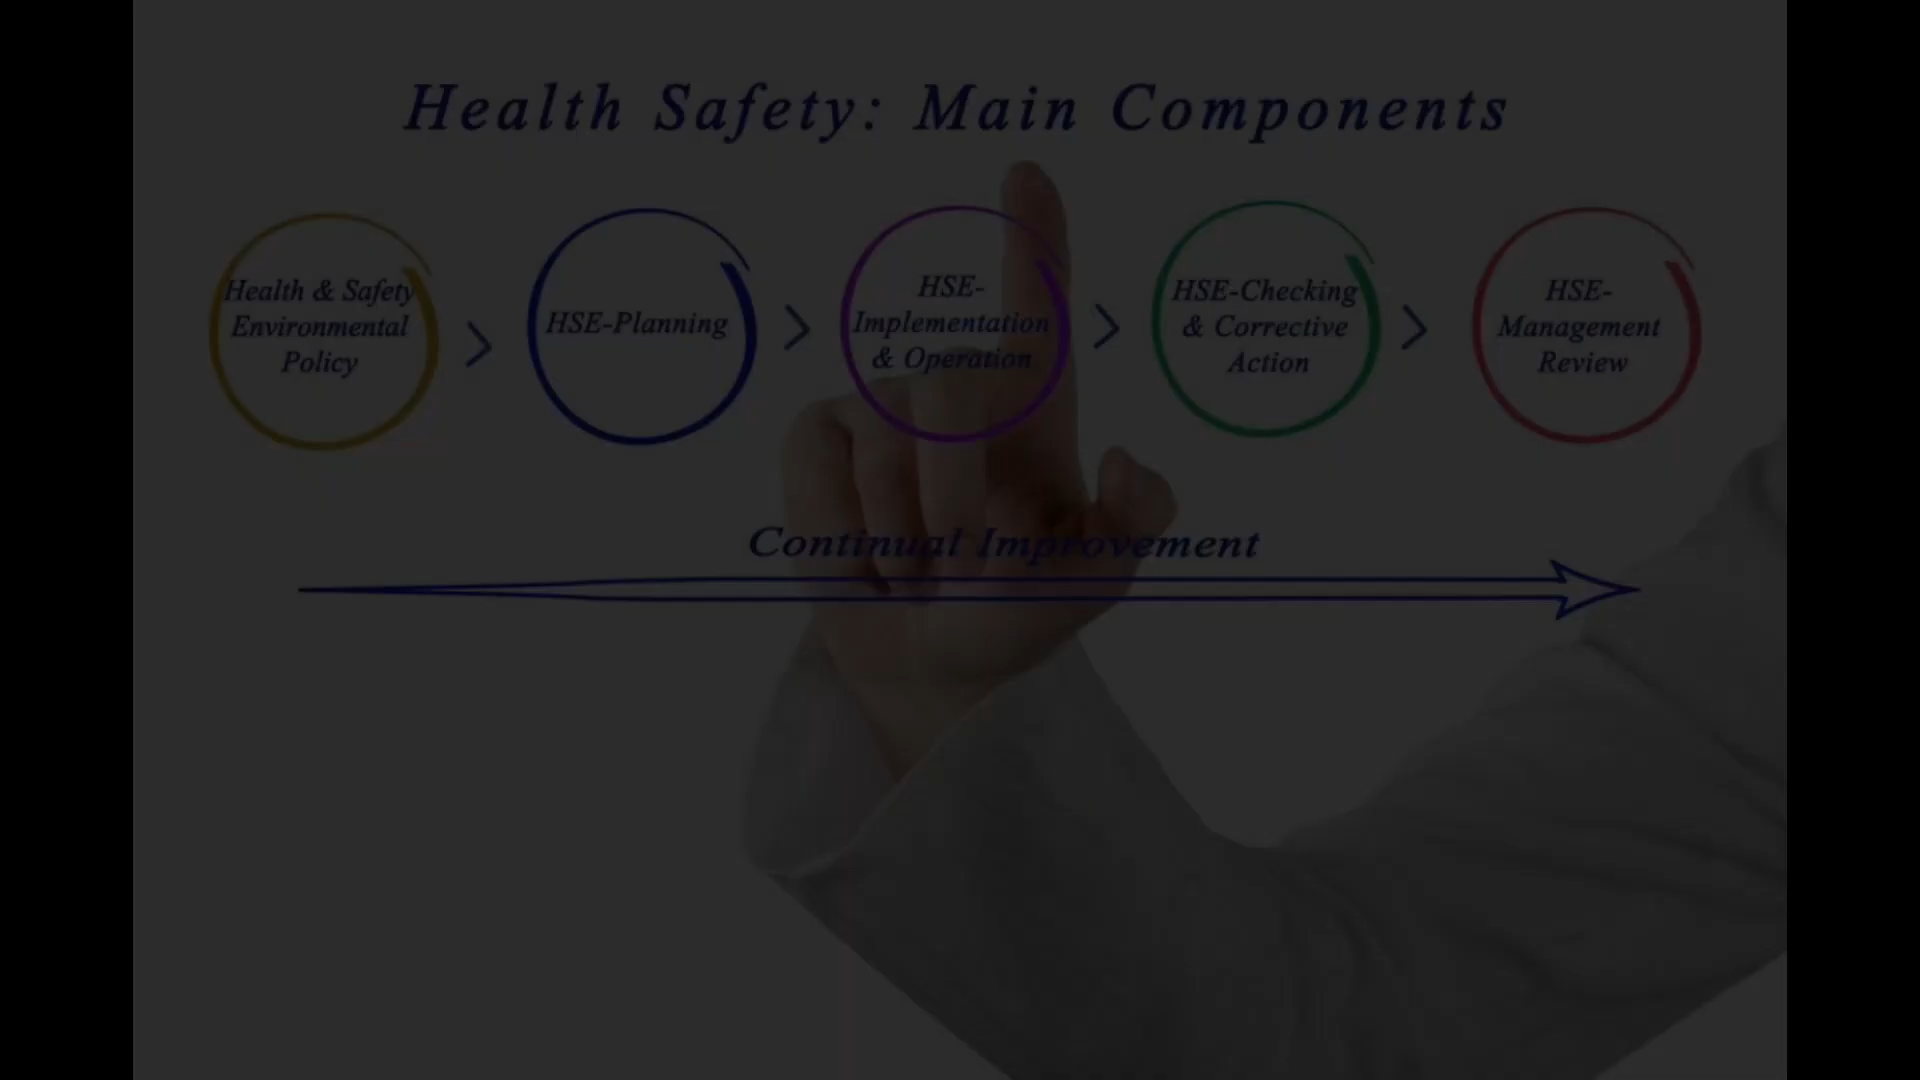 Health Safety: Main Components
Health & Safety
Environmental
Policy
HSE-Planning
HSE-
Implementation
& Operation
HSE-Checking
& Corrective
Action
HSE-
Management
Review
Continual Improvement